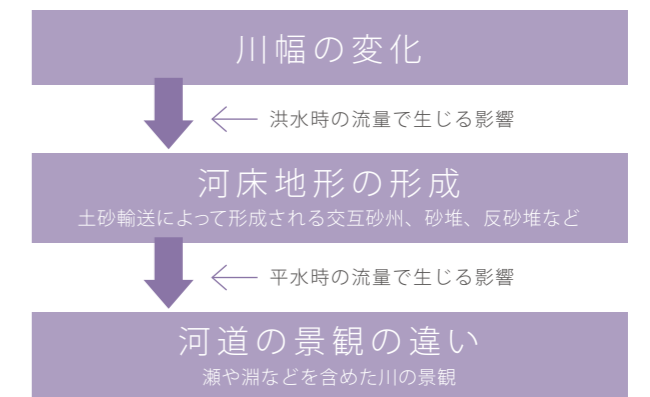 川幅の変化
洪水時の流量で生じる影響
河床地形の形成
土砂輸送によって形成される交互砂州、砂堆、反砂堆など
平水時の流量で生じる影響
河道の景観の違い
瀬や淵などを含めた川の景観